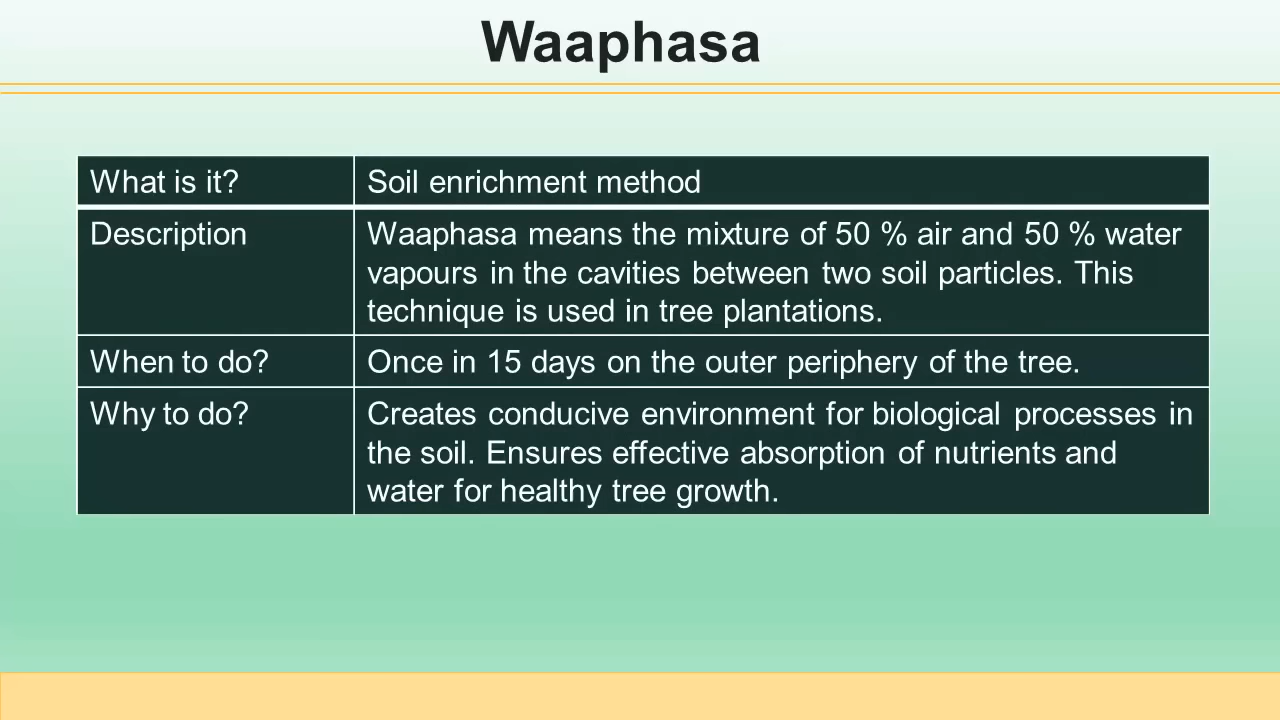 Waaphasa
What is it?
Soil enrichment method
Description
Waaphasa means the mixture of 50 % air and 50 % water
vapours in the cavities between two soil particles. This
technique is used in tree plantations.
When to do?
Once in 15 days on the outer periphery of the tree.
Why to do?
Creates conducive environment for biological processes in
the soil. Ensures effective absorption of nutrients and
water for healthy tree growth.